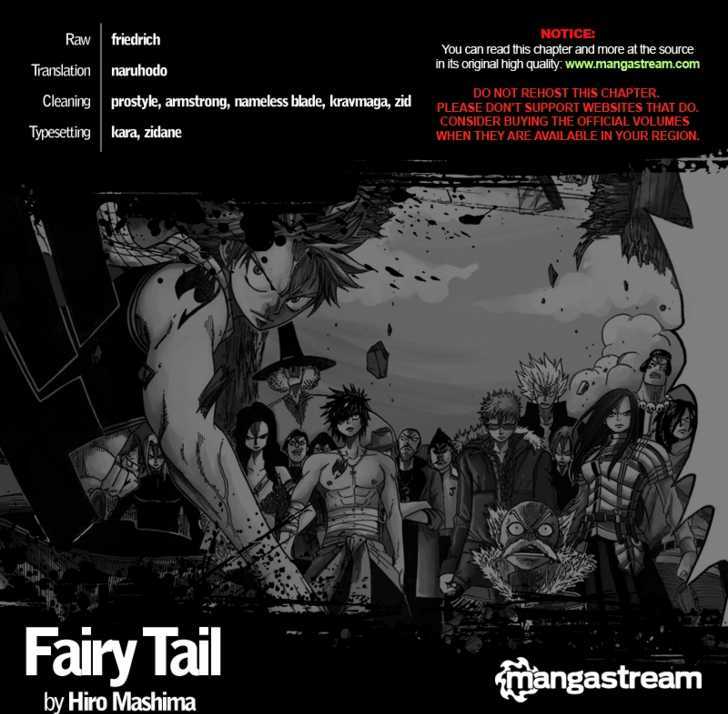 Raw friedrich
Translation naruhodo
Cleaning prostyle, armstrong, nameless blade, kravmaga, zid
Typesetting kara, zidane
NOTICE:
You can read this chapter and more at the source
in its original high quality: www.mangastream.com
DO NOT REHOST THIS CHAPTER.
PLEASE DON'T SUPPORT WEBSITES THAT DO.
CONSIDER BUYING THE OFFICIAL VOLUMES
WHEN THEY ARE AVAILABLE IN YOUR REGION.
Fairy Tail
by Hiro Mashima
mangastream